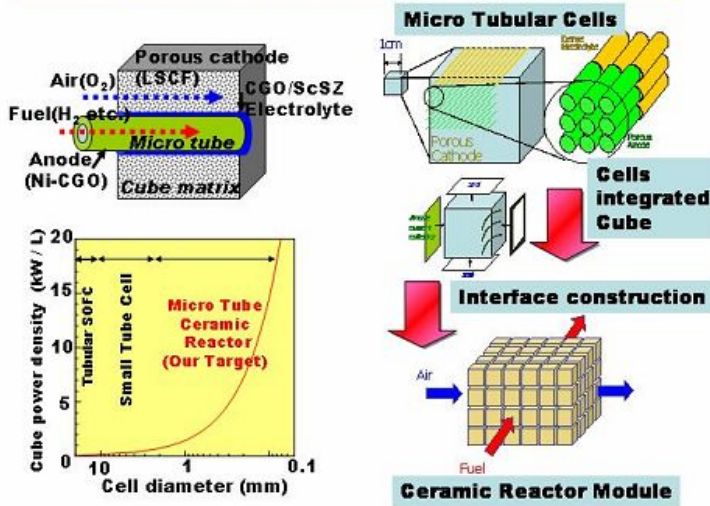 Porous cathode
(LSCF)
Air(O₂)
CGO/ScSZ
Electrolyte
Fuel(H₂ etc.)
Micro tube
Anode
(Ni-CGO)
Cube matrix
Cube power density (kW / L)
20
15
10
5
0
Tubular SOFC
Small Tube Cell
Micro Tube
Ceramic
Reactor
(Our Target)
10
1
0.1
Cell diameter (mm)
Micro Tubular Cells
1cm
Porous
Cathode
Porous
Anode
Cells
integrated
Cube
Interface construction
Air
Fuel
Ceramic Reactor Module